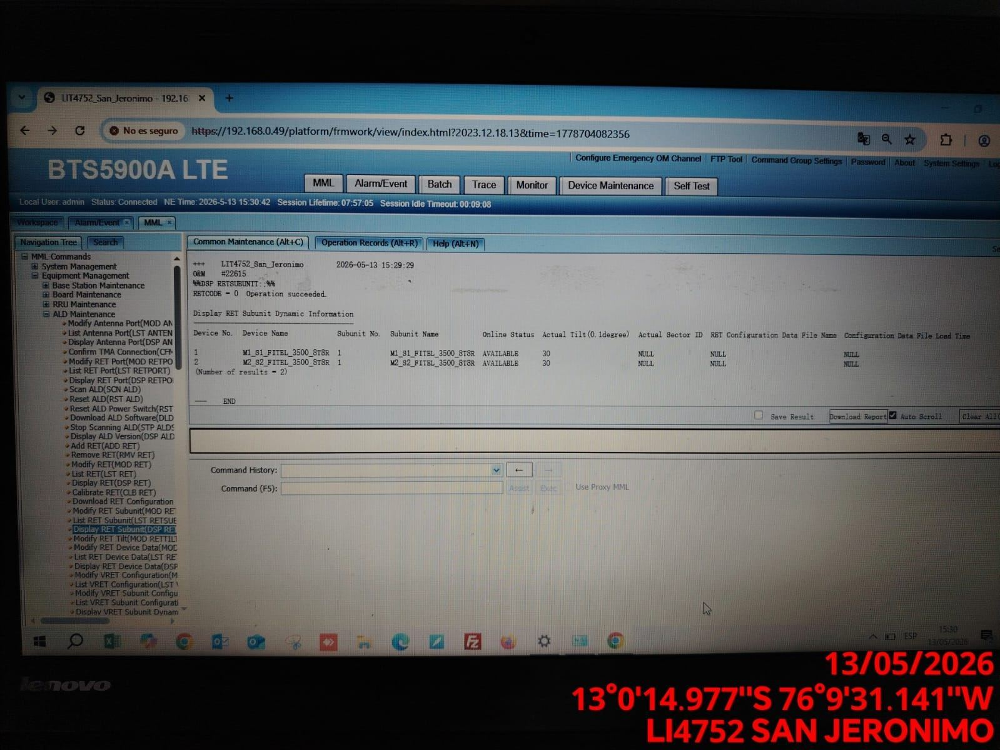 LIT4752_San_Jeronimo - 192.16
No es seguro https://192.168.0.49/platform/frmwork/view/index.html?2023.12.18.13&time=1778704082356
Configure Emergency OM Channel FTP Tool Command Group Settings Password About System Settings
BTS5900A LTE
MML Alarm/Event Batch Trace Monitor Device Maintenance Self Test
Local User: admin Status: Connected NE Time: 2026-5-13 15:30:42 Session Lifetime: 07:57:05 Session Idle Timeout: 00:09:08
Workspace Alarm/Event MML
Navigation Tree Search
MML Commands
System Management
Equipment Management
Base Station Maintenance
Board Maintenance
RRU Maintenance
ALD Maintenance
Modify Antenna Port(MOD AN
List Antenna Port(LST ANTEN
Display Antenna Port(DSP AN
Confirm TMA Connection(CFM
Modify RET Port(MOD RETPO
List RET Port(LST RETPORT)
Display RET Port(DSP RETPO
Scan ALD(SCN ALD)
Reset ALD(RST ALD)
Reset ALD Power Switch(RST
Download ALD Software(DLD
Stop Scanning ALD(STP ALDS
Display ALD Version(DSP ALD
Add RET(ADD RET)
Remove RET(RMV RET)
Modify RET(MOD RET)
List RET(LST RET)
Display RET(DSP RET)
Calibrate RET(CLB RET)
Download RET Configuration
Modify RET Subunit(MOD RE
List RET Subunit(LST RETSUB
Display RET Subunit(DSP RE
Modify RET Tilt(MOD RETTIL
Modify RET Device Data(MOD
List RET Device Data(LST RE
Display RET Device Data(DSP
Modify VRET Configuration(M
List VRET Configuration(LST V
Modify VRET Subunit Configu
List VRET Subunit Configurati
Display VRET Subunit Dynam
Common Maintenance (Alt+C) Operation Records (Alt+R) Help (Alt+N)
+++ LIT4752_San_Jeronimo 2026-05-13 15:29:29
O&M #22615
%%DSP RETSUBUNIT:;%%
RETCODE = 0 Operation succeeded.
Display RET Subunit Dynamic Information
Device No. Device Name Subunit No. Subunit Name Online Status Actual Tilt(0.1degree) Actual Sector ID RET Configuration Data File Name Configuration Data File Load Time
1 M1_S1_FITEL_3500_8T8R 1 M1_S1_FITEL_3500_8T8R AVAILABLE 30 NULL NULL NULL
2 M2_S2_FITEL_3500_8T8R 1 M2_S2_FITEL_3500_8T8R AVAILABLE 30 NULL NULL NULL
(Number of results = 2)
--- END
Save Result Download Report Auto Scroll Clear All
Command History:
Command (F5): Assist Exec Use Proxy MML
ESP 15:30
13/05/2026
lenovo
13/05/2026
13°0'14.977"S 76°9'31.141"W
LI4752 SAN JERONIMO